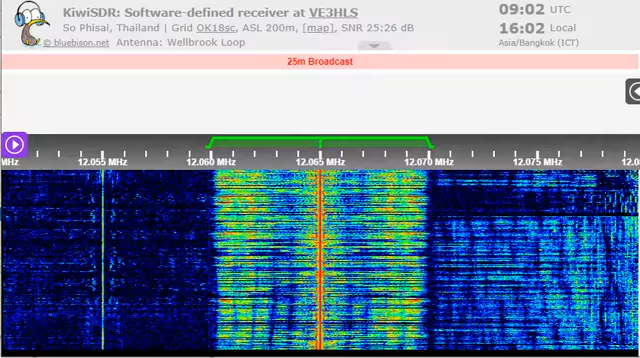 KiwiSDR: Software-defined receiver at VE3HLS
So Phisai, Thailand | Grid OK18sc, ASL 200m, [map], SNR 25:26 dB
© bluebison.net Antenna: Wellbrook Loop
09:02 UTC
16:02 Local
Asia/Bangkok (ICT)
25m Broadcast
MHz 12.055 MHz 12.060 MHz 12.065 MHz 12.070 MHz 12.075 MHz 12.08